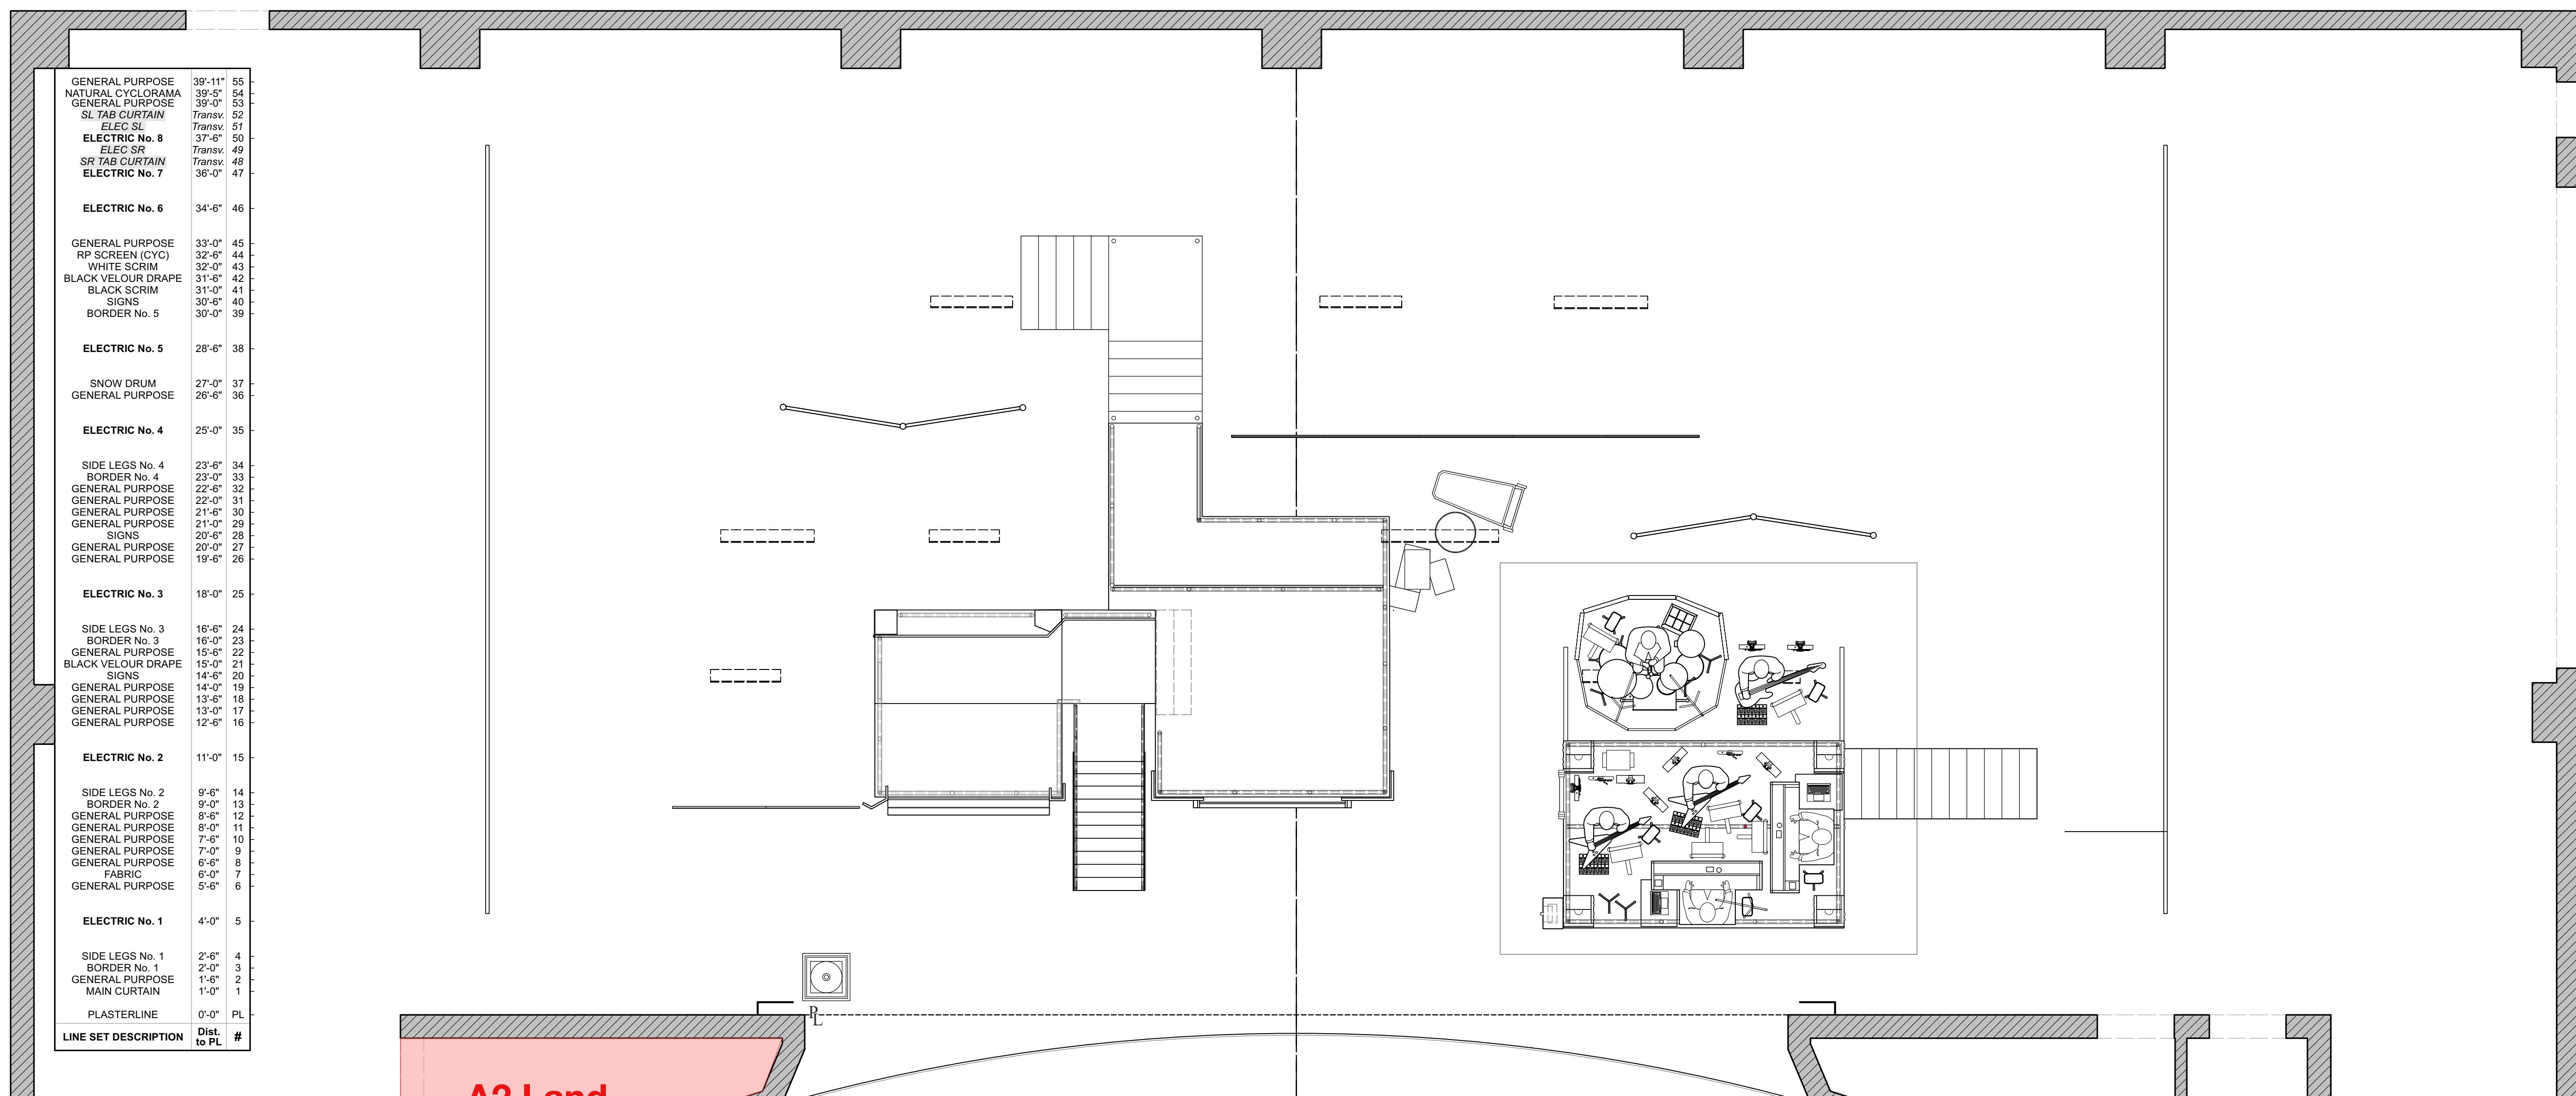 GENERAL PURPOSE 39'-11" 55
NATURAL CYCLORAMA 39'-5" 54
GENERAL PURPOSE 39'-0" 53
SL TAB CURTAIN Transv. 52
ELEC SL Transv. 51
ELECTRIC No. 8 37'-6" 50
ELEC SR Transv. 49
SR TAB CURTAIN Transv. 48
ELECTRIC No. 7 36'-0" 47
ELECTRIC No. 6 34'-6" 46
GENERAL PURPOSE 33'-0" 45
RP SCREEN (CYC) 32'-6" 44
WHITE SCRIM 32'-0" 43
BLACK VELOUR DRAPE 31'-6" 42
BLACK SCRIM 31'-0" 41
SIGNS 30'-6" 40
BORDER No. 5 30'-0" 39
ELECTRIC No. 5 28'-6" 38
SNOW DRUM 27'-0" 37
GENERAL PURPOSE 26'-6" 36
ELECTRIC No. 4 25'-0" 35
SIDE LEGS No. 4 23'-6" 34
BORDER No. 4 23'-0" 33
GENERAL PURPOSE 22'-6" 32
GENERAL PURPOSE 22'-0" 31
GENERAL PURPOSE 21'-6" 30
GENERAL PURPOSE 21'-0" 29
SIGNS 20'-6" 28
GENERAL PURPOSE 20'-0" 27
GENERAL PURPOSE 19'-6" 26
ELECTRIC No. 3 18'-0" 25
SIDE LEGS No. 3 16'-6" 24
BORDER No. 3 16'-0" 23
GENERAL PURPOSE 15'-6" 22
BLACK VELOUR DRAPE 15'-0" 21
SIGNS 14'-6" 20
GENERAL PURPOSE 14'-0" 19
GENERAL PURPOSE 13'-6" 18
GENERAL PURPOSE 13'-0" 17
GENERAL PURPOSE 12'-6" 16
ELECTRIC No. 2 11'-0" 15
SIDE LEGS No. 2 9'-6" 14
BORDER No. 2 9'-0" 13
GENERAL PURPOSE 8'-6" 12
GENERAL PURPOSE 8'-0" 11
GENERAL PURPOSE 7'-6" 10
GENERAL PURPOSE 7'-0" 9
GENERAL PURPOSE 6'-6" 8
FABRIC 6'-0" 7
GENERAL PURPOSE 5'-6" 6
ELECTRIC No. 1 4'-0" 5
SIDE LEGS No. 1 2'-6" 4
BORDER No. 1 2'-0" 3
GENERAL PURPOSE 1'-6" 2
MAIN CURTAIN 1'-0" 1
PLASTERLINE 0'-0" PL
LINE SET DESCRIPTION Dist. to PL #
PL
A2 Land